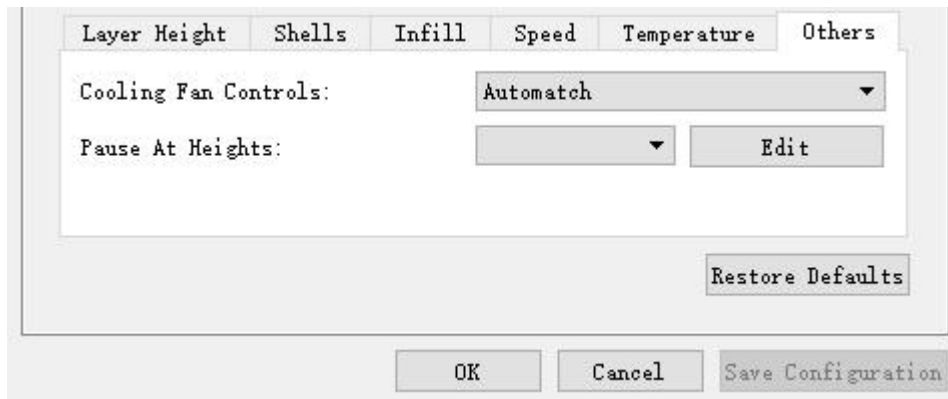 Layer Height Shells Infill Speed Temperature Others
Cooling Fan Controls: Automatch
Pause At Heights: Edit
Restore Defaults
OK Cancel Save Configuration